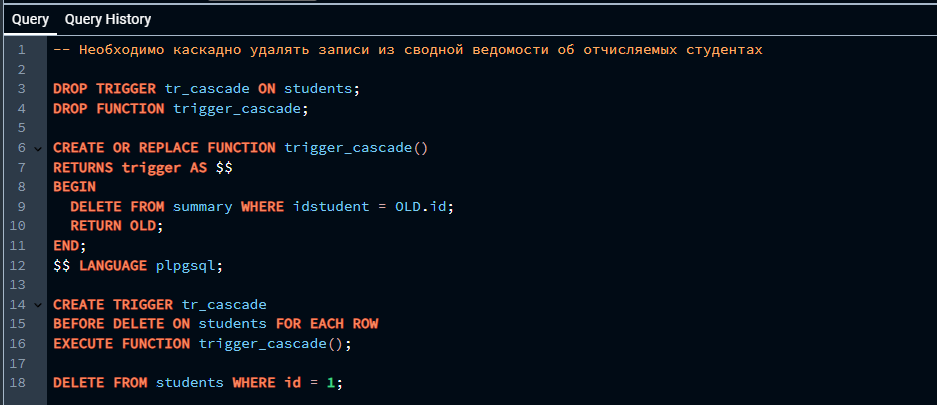 Query Query History
1 -- Необходимо каскадно удалять записи из сводной ведомости об отчисляемых студентах
2
3 DROP TRIGGER tr_cascade ON students;
4 DROP FUNCTION trigger_cascade;
5
6 CREATE OR REPLACE FUNCTION trigger_cascade()
7 RETURNS trigger AS $$
8 BEGIN
9 DELETE FROM summary WHERE idstudent = OLD.id;
10 RETURN OLD;
11 END;
12 $$ LANGUAGE plpgsql;
13
14 CREATE TRIGGER tr_cascade
15 BEFORE DELETE ON students FOR EACH ROW
16 EXECUTE FUNCTION trigger_cascade();
17
18 DELETE FROM students WHERE id = 1;